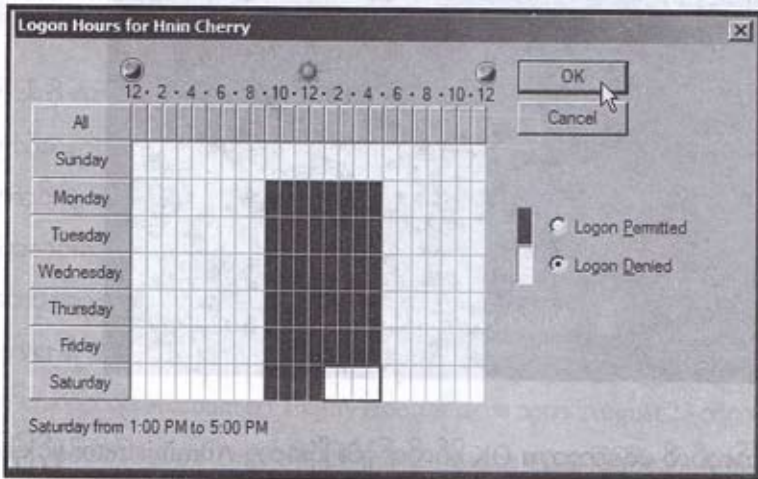 Logon Hours for Hnin Cherry
12 · 2 · 4 · 6 · 8 · 10 · 12 · 2 · 4 · 6 · 8 · 10 · 12
OK
Cancel
All
Sunday
Monday
Tuesday
Wednesday
Thursday
Friday
Saturday
Logon Permitted
Logon Denied
Saturday from 1:00 PM to 5:00 PM